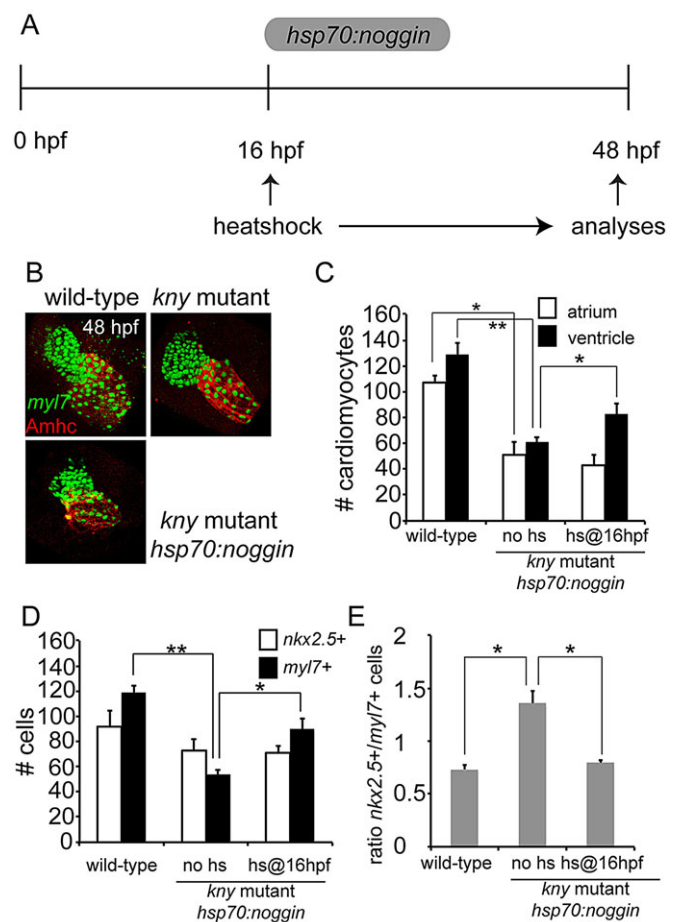 A
hsp70:noggin
0 hpf
16 hpf
48 hpf
heatshock
analyses
B
wild-type
kny mutant
48 hpf
myl7
Amhc
kny mutant
hsp70:noggin
C
# cardiomyocytes
160
140
120
100
80
60
40
20
0
*
**
*
atrium
ventricle
wild-type
no hs
hs@16hpf
kny mutant
hsp70:noggin
D
# cells
160
140
120
100
80
60
40
20
0
**
*
nkx2.5+
myl7+
wild-type
no hs
hs@16hpf
kny mutant
hsp70:noggin
E
ratio nkx2.5+/myl7+ cells
2
1.5
1
0.5
0
*
*
wild-type
no hs
hs@16hpf
kny mutant
hsp70:noggin